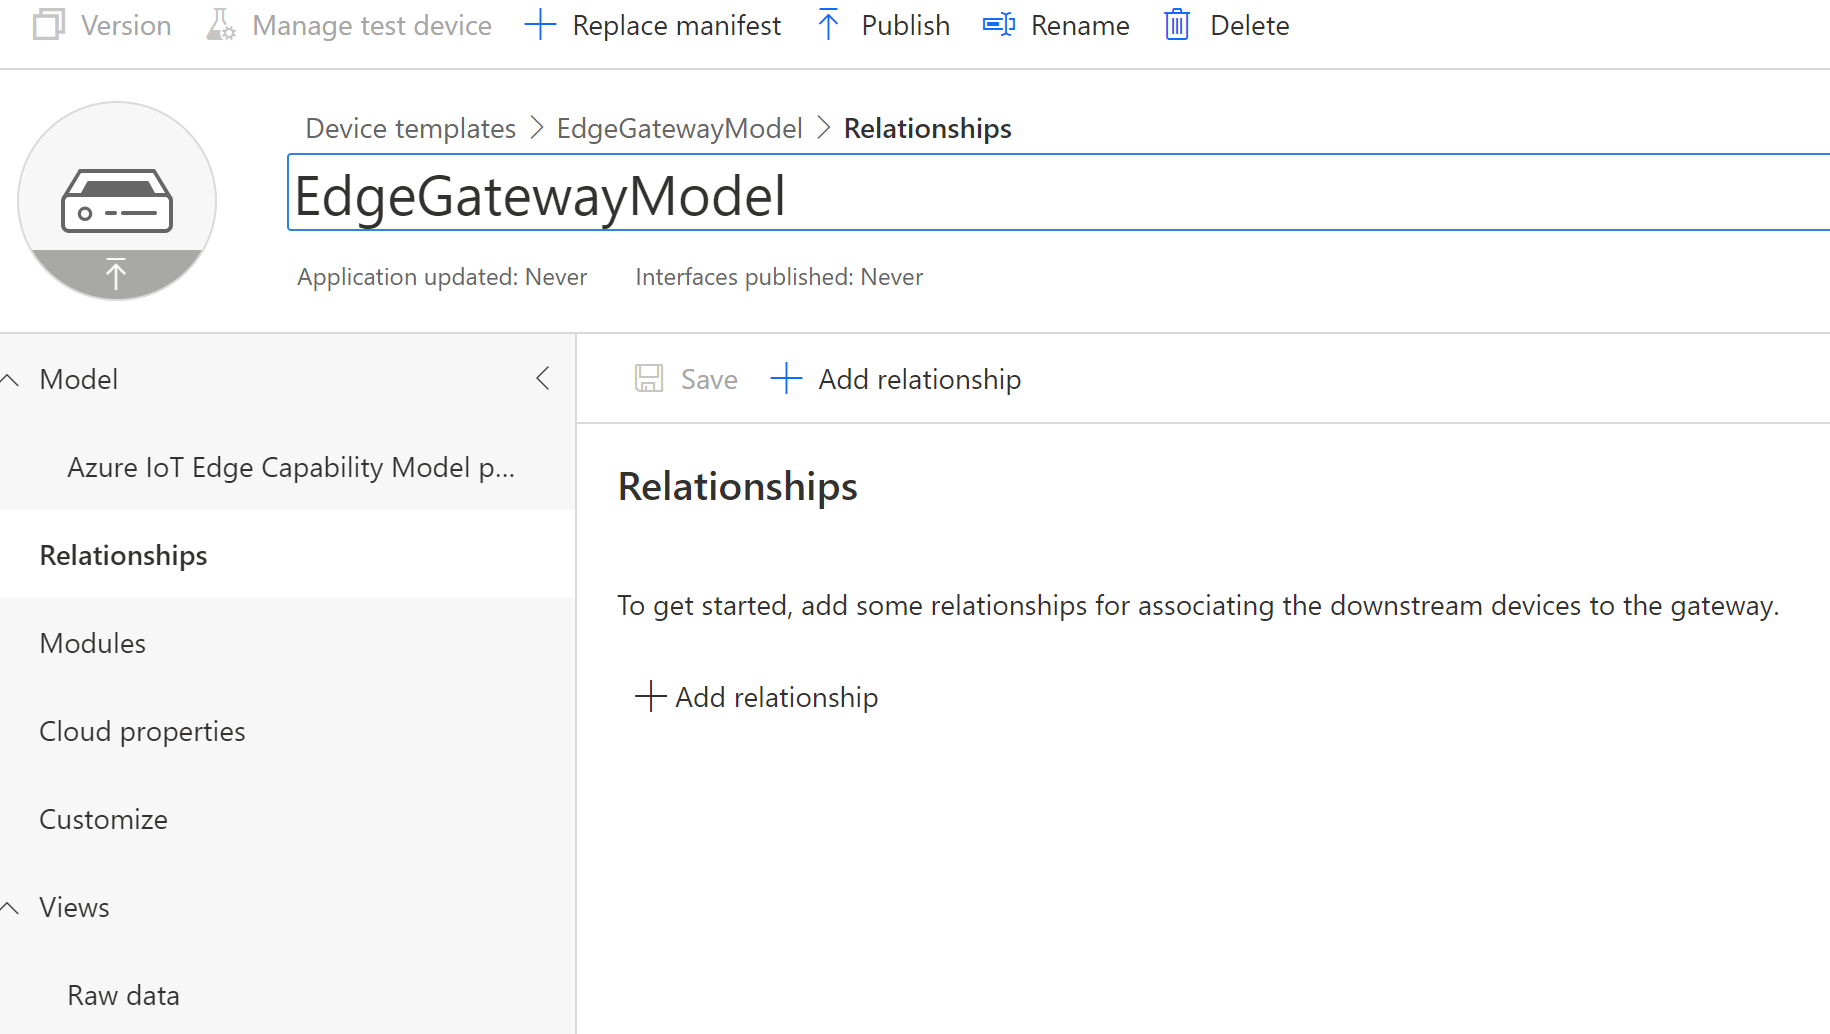 Version Manage test device Replace manifest Publish Rename Delete
Device templates > EdgeGatewayModel > Relationships
EdgeGatewayModel
Application updated: Never Interfaces published: Never
Model
Save Add relationship
Azure IoT Edge Capability Model p...
Relationships
Relationships
To get started, add some relationships for associating the downstream devices to the gateway.
Modules
Add relationship
Cloud properties
Customize
Views
Raw data